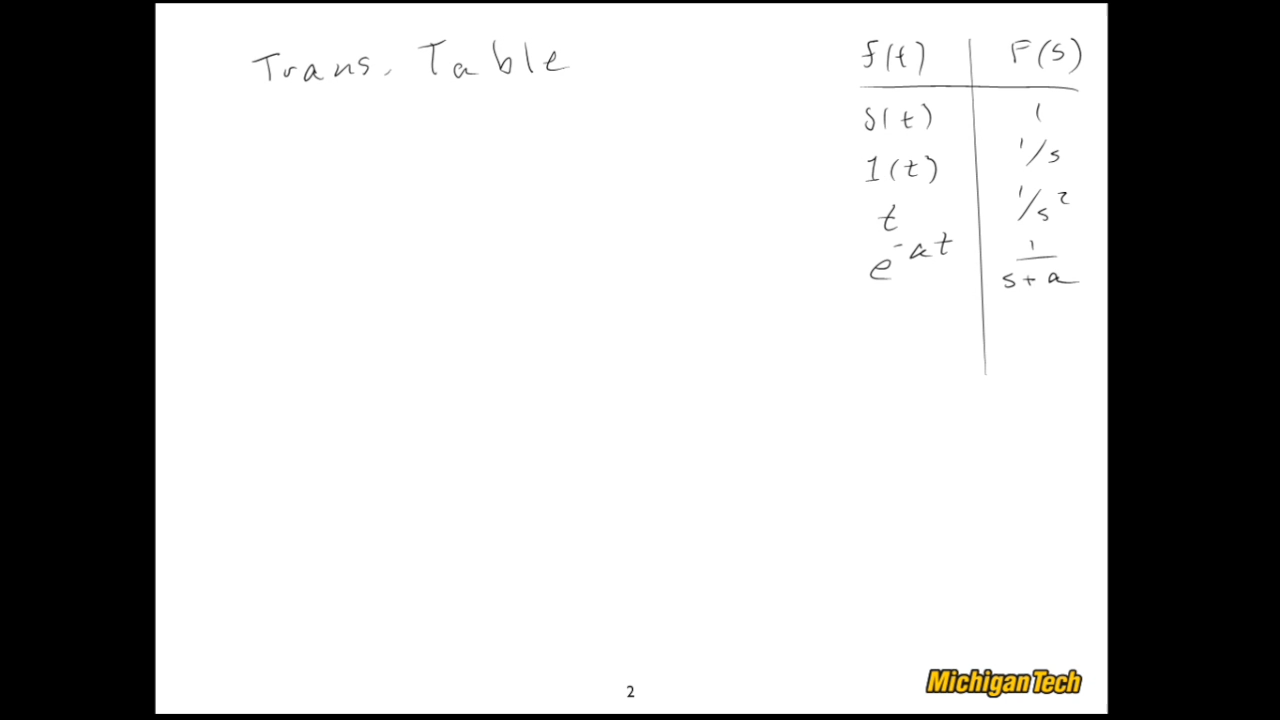 Trans. Table
f(t) F(s)
δ(t) 1
1(t) 1/s
t 1/s²
e^-at 1/(s+a)
2
Michigan Tech